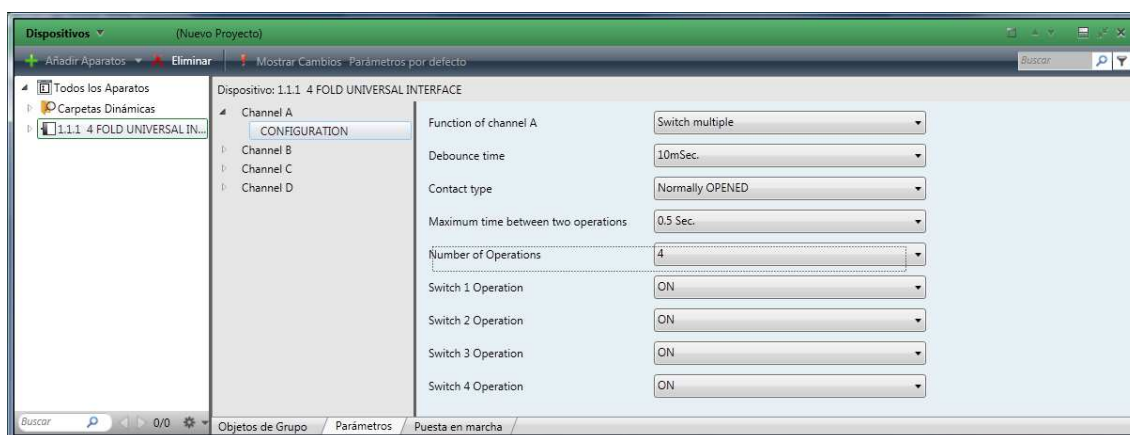 Dispositivos (Nuevo Proyecto)
Añadir Aparatos Eliminar Mostrar Cambios Parámetros por defecto Buscar
Todos los Aparatos
Carpetas Dinámicas
1.1.1 4 FOLD UNIVERSAL IN...
Buscar 0/0
Dispositivo: 1.1.1 4 FOLD UNIVERSAL INTERFACE
Channel A
CONFIGURATION
Channel B
Channel C
Channel D
Function of channel A Switch multiple
Debounce time 10mSec.
Contact type Normally OPENED
Maximum time between two operations 0.5 Sec.
Number of Operations 4
Switch 1 Operation ON
Switch 2 Operation ON
Switch 3 Operation ON
Switch 4 Operation ON
Objetos de Grupo Parámetros Puesta en marcha